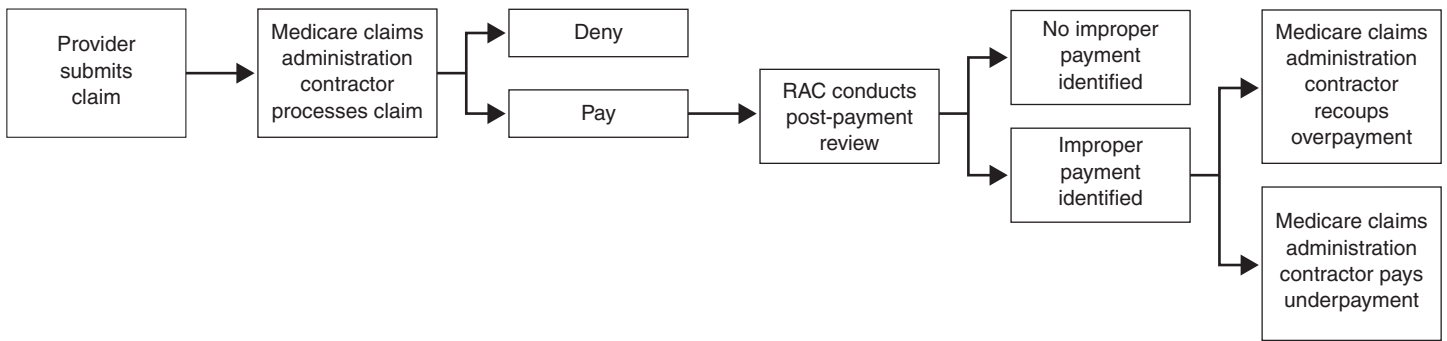 Provider
submits
claim
Medicare claims
administration
contractor
processes claim
Deny
Pay
RAC conducts
post-payment
review
No improper
payment
identified
Improper
payment
identified
Medicare claims
administration
contractor
recoups
overpayment
Medicare claims
administration
contractor pays
underpayment